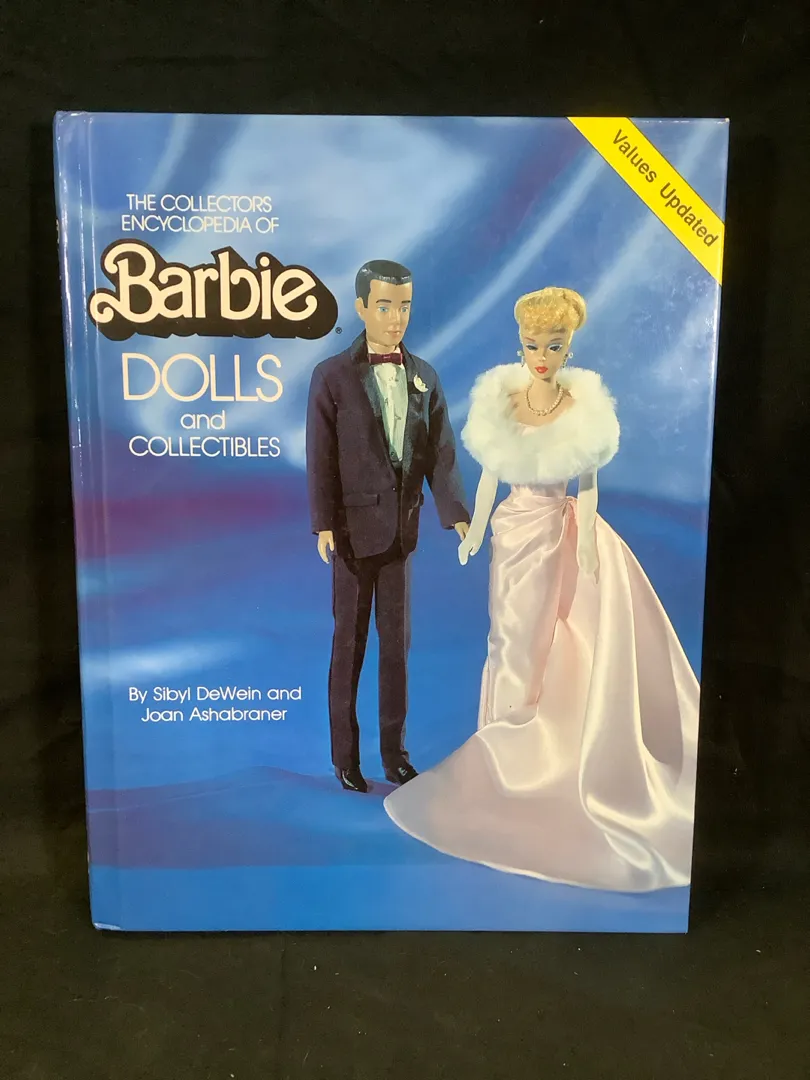 Values Updated
THE COLLECTORS
ENCYCLOPEDIA OF
Barbie®
DOLLS
and
COLLECTIBLES
By Sibyl DeWein and
Joan Ashabraner